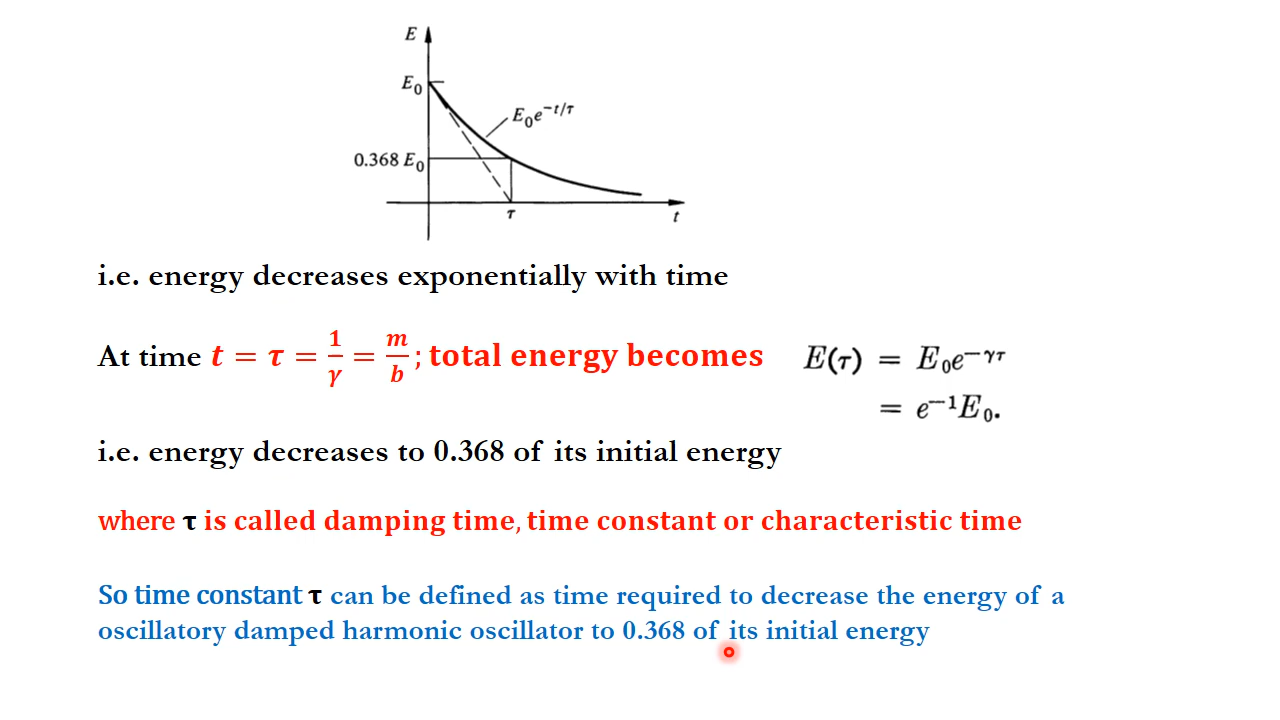 E
E₀
E₀e^−t/τ
0.368 E₀
τ
t
i.e. energy decreases exponentially with time
At time t = τ = 1/γ = m/b ; total energy becomes E(τ) = E₀e^−γτ
= e^−1E₀.
i.e. energy decreases to 0.368 of its initial energy
where τ is called damping time, time constant or characteristic time
So time constant τ can be defined as time required to decrease the energy of a
oscillatory damped harmonic oscillator to 0.368 of its initial energy